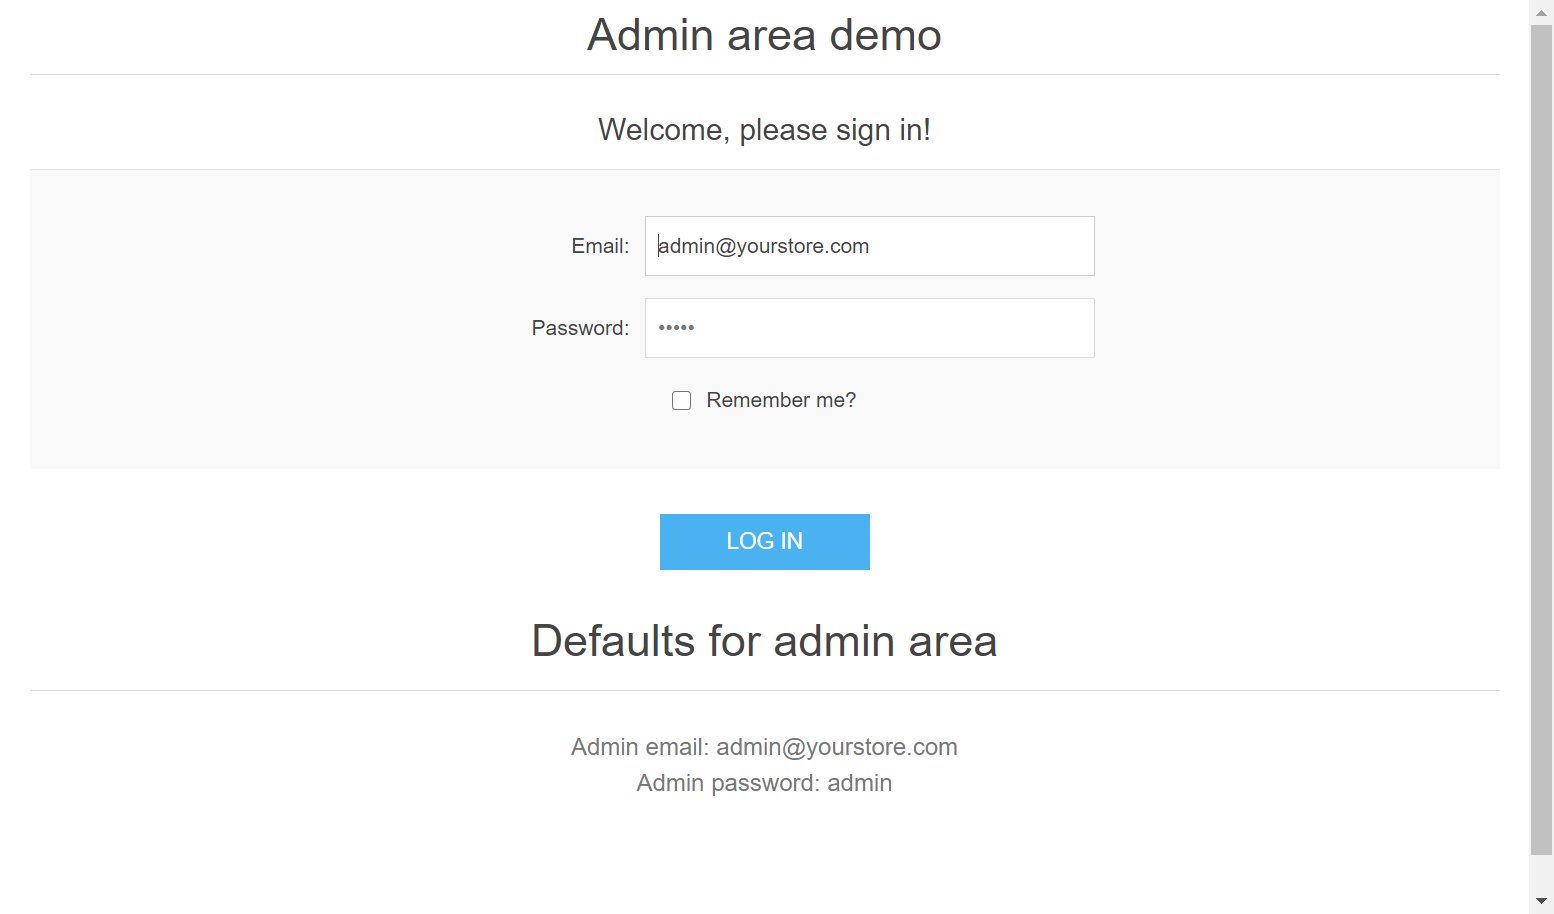 Admin area demo
Welcome, please sign in!
Email: admin@yourstore.com
Password: •••••
Remember me?
LOG IN
Defaults for admin area
Admin email: admin@yourstore.com
Admin password: admin